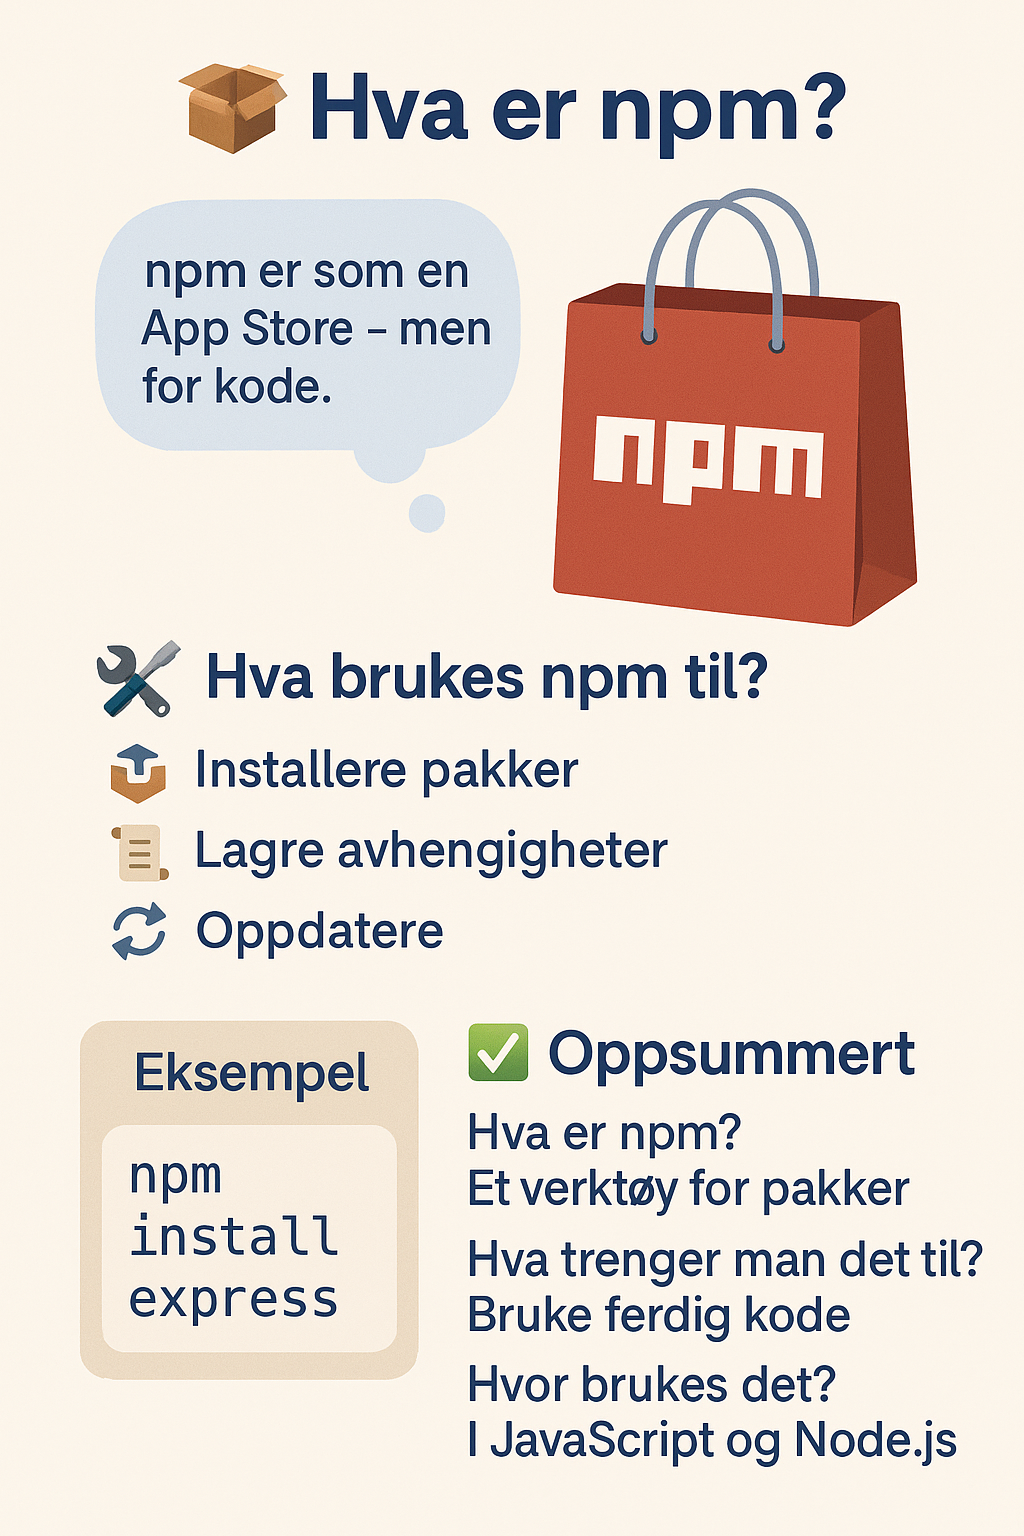 Hva er npm?
npm er som en
App Store – men
for kode.
npm
Hva brukes npm til?
Installere pakker
Lagre avhengigheter
Oppdatere
Eksempel
npm
install
express
Oppsummert
Hva er npm?
Et verktøy for pakker
Hva trenger man det til?
Bruke ferdig kode
Hvor brukes det?
I JavaScript og Node.js